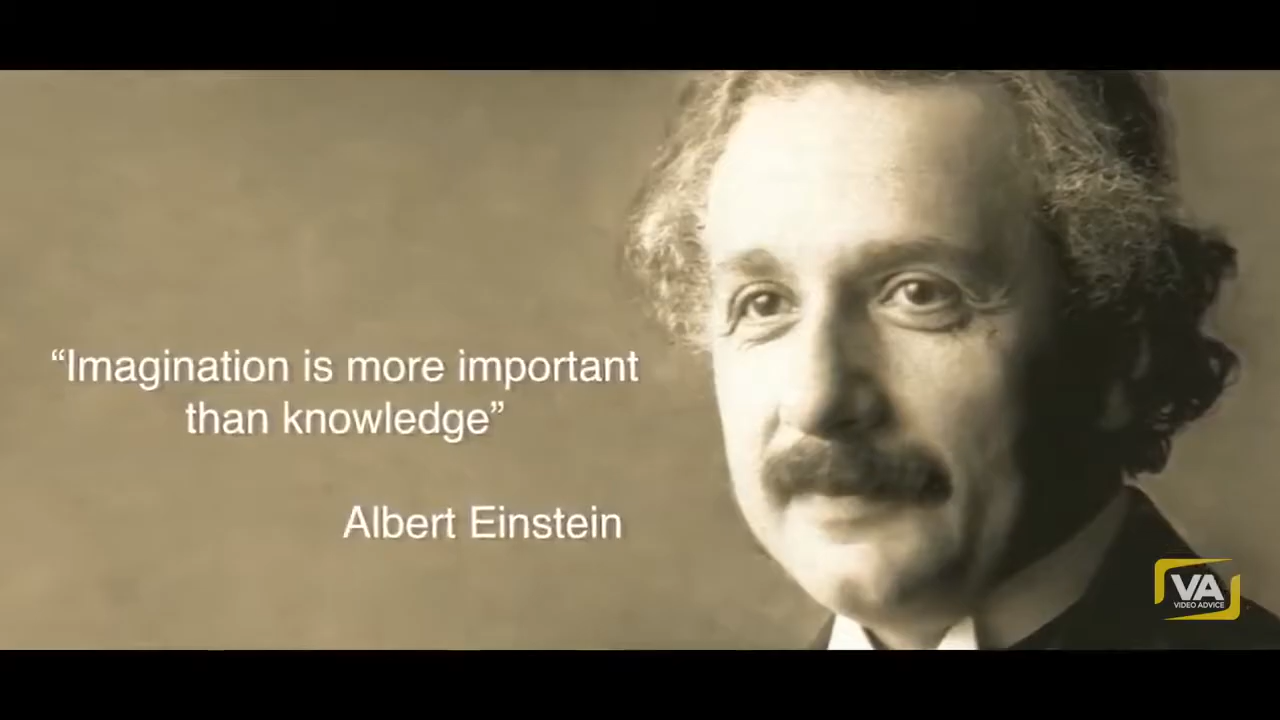 “Imagination is more important
than knowledge”
Albert Einstein
VA
VIDEO ADVICE